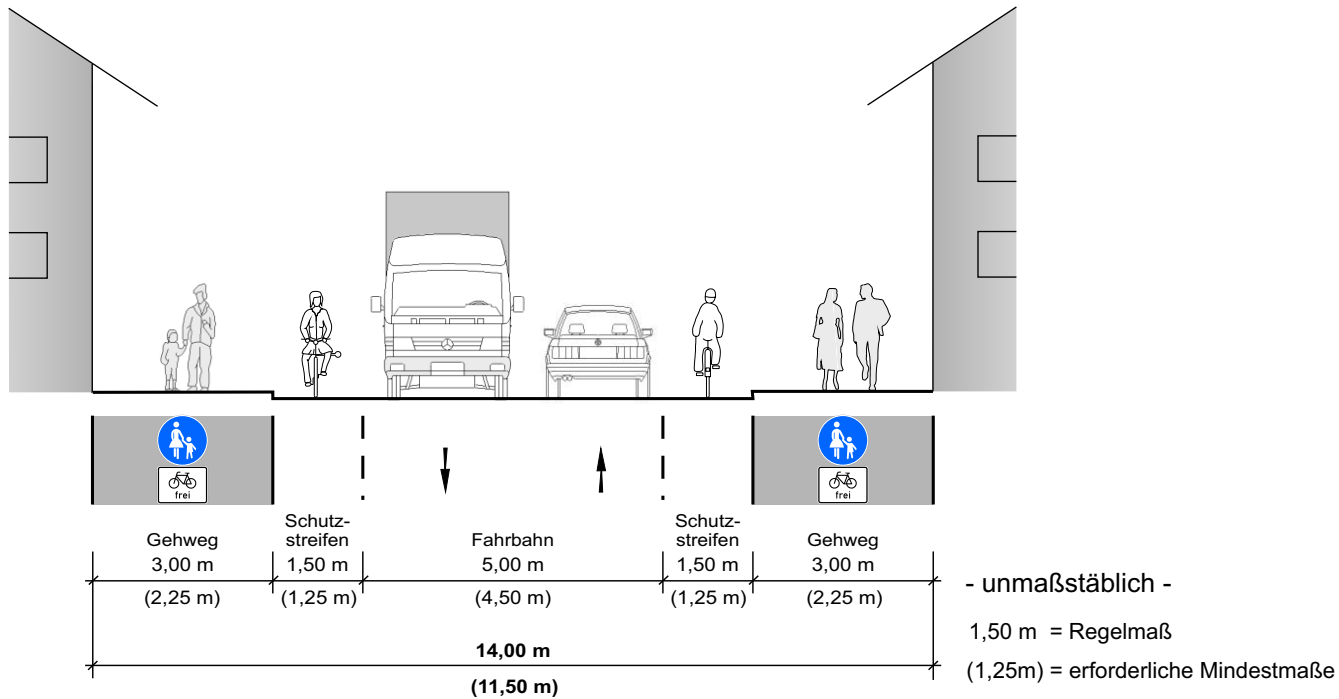 frei
frei
Gehweg
3,00 m
(2,25 m)
Schutz-
streifen
1,50 m
(1,25 m)
Fahrbahn
5,00 m
(4,50 m)
Schutz-
streifen
1,50 m
(1,25 m)
Gehweg
3,00 m
(2,25 m)
14,00 m
(11,50 m)
- unmaßstäblich -
1,50 m = Regelmaß
(1,25m) = erforderliche Mindestmaße